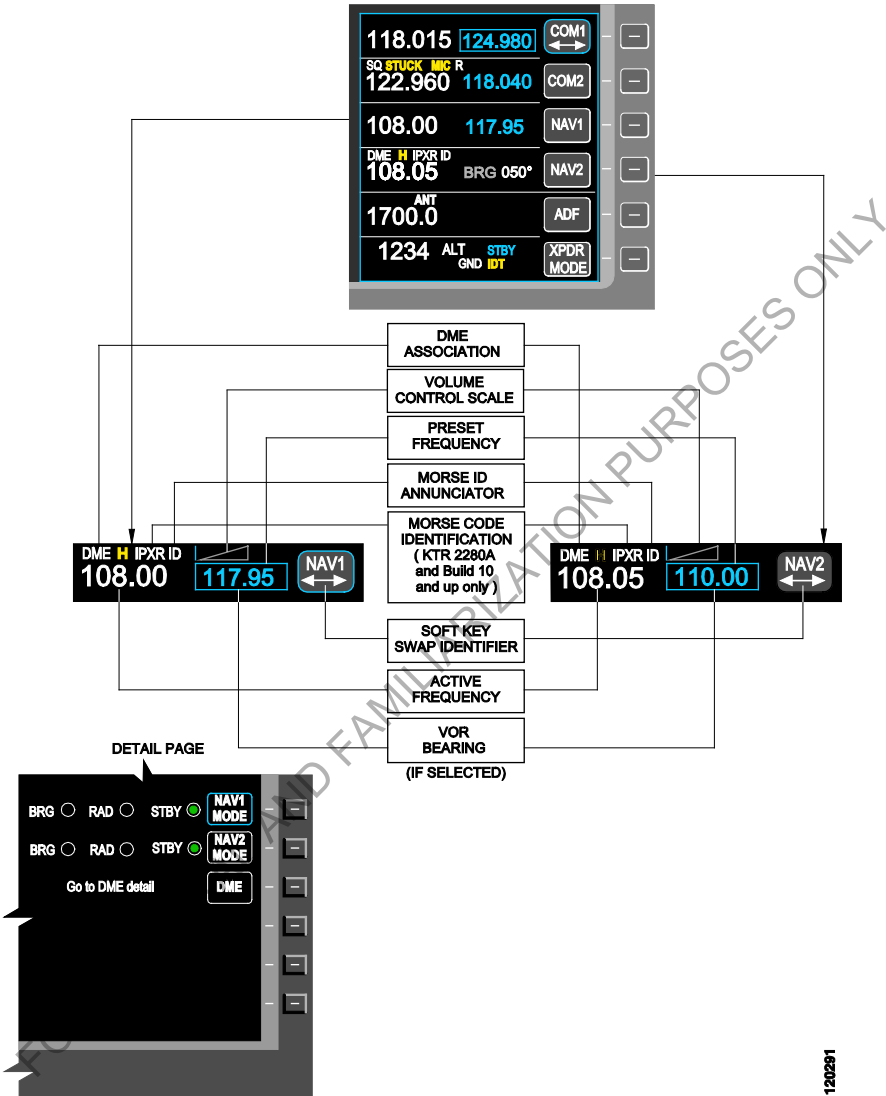 118.015 124.980 COM1
SQ STUCK MIC R
122.960 118.040 COM2
108.00 117.95 NAV1
DME H IPXR ID
108.05 BRG 050° NAV2
ANT
1700.0 ADF
1234 ALT STBY XPDR
GND IDT MODE
DME
ASSOCIATION
VOLUME
CONTROL SCALE
PRESET
FREQUENCY
MORSE ID
ANNUNCIATOR
MORSE CODE
IDENTIFICATION
( KTR 2280A
and Build 10
and up only )
DME H IPXR ID
108.00 117.95 NAV1
DME H IPXR ID
108.05 110.00 NAV2
SOFT KEY
SWAP IDENTIFIER
ACTIVE
FREQUENCY
VOR
BEARING
(IF SELECTED)
DETAIL PAGE
BRG RAD STBY NAV1
MODE
BRG RAD STBY NAV2
MODE
Go to DME detail DME
120291
AND FAMILIARIZATION PURPOSES ONLY